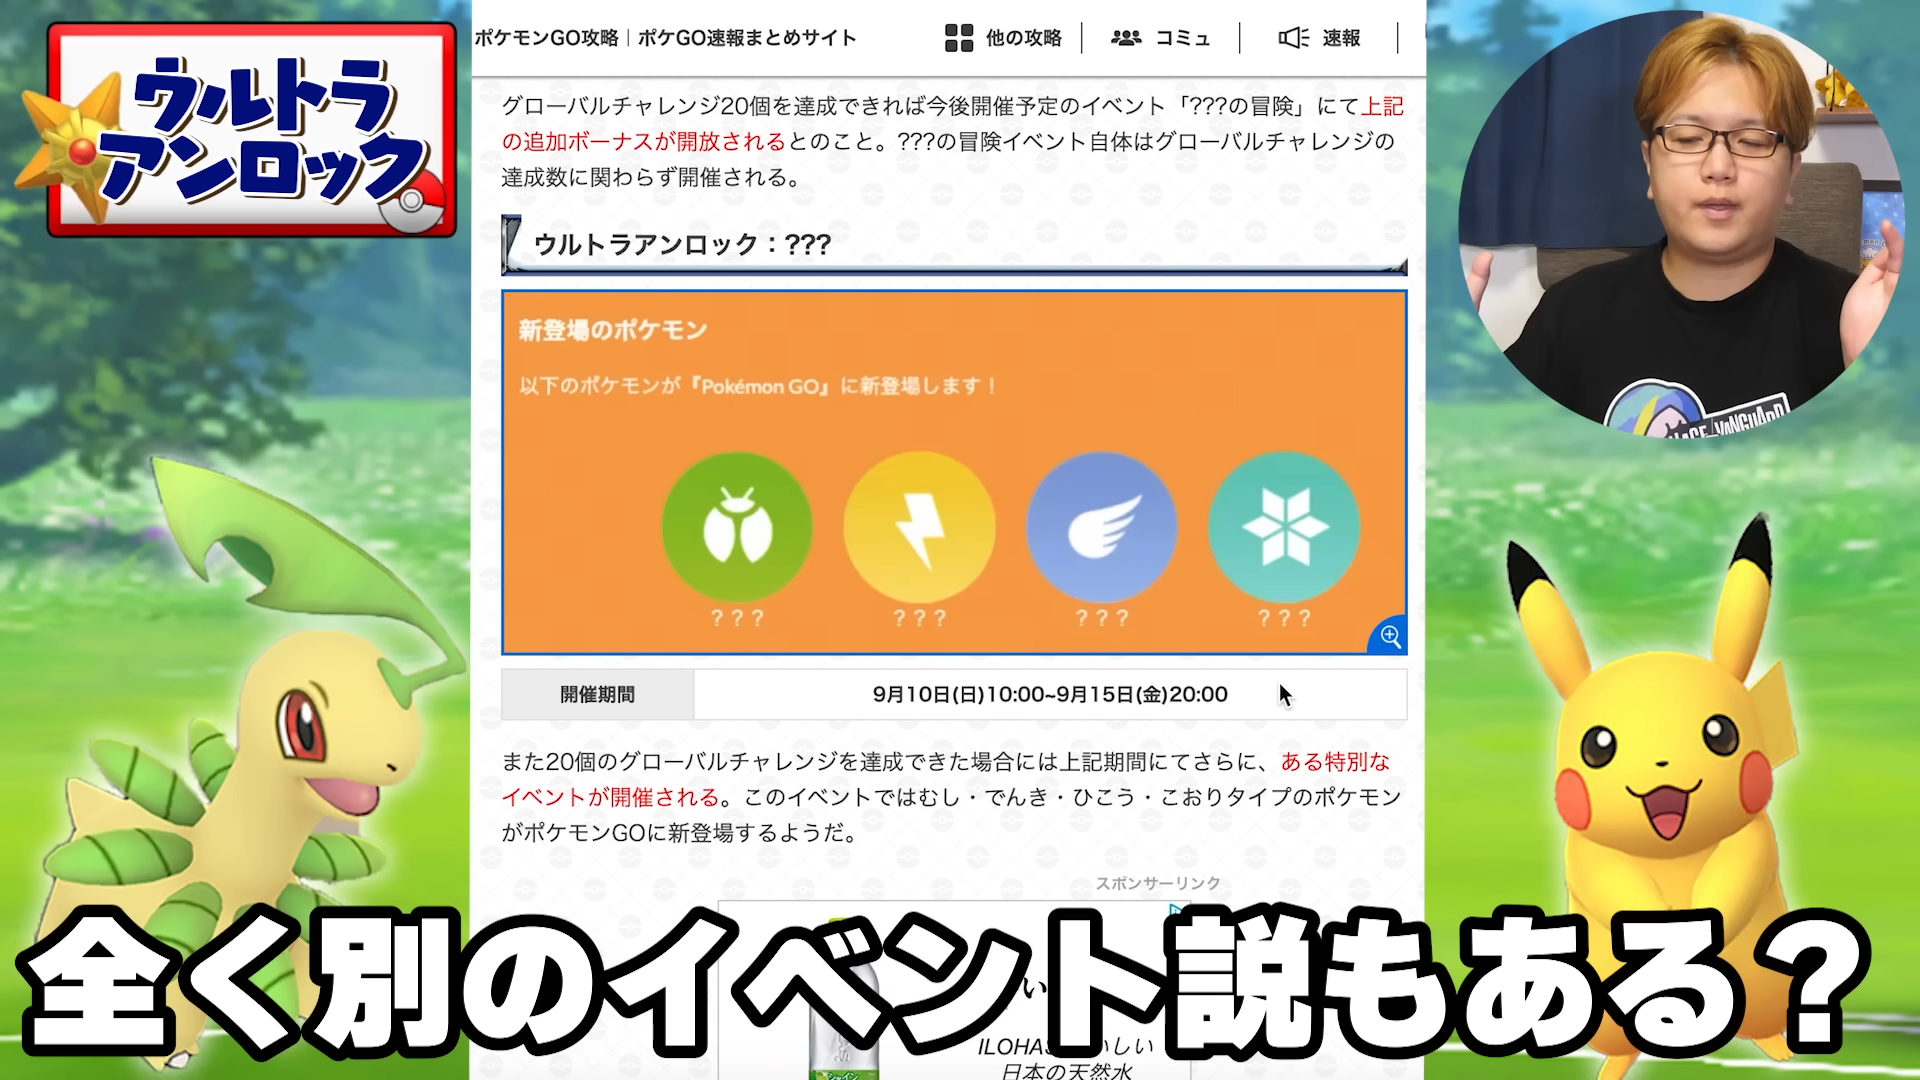 ウルトラ
アンロック
ポケモンGO攻略｜ポケGO速報まとめサイト
他の攻略
コミュ
速報
グローバルチャレンジ20個を達成できれば今後開催予定のイベント「???の冒険」にて上記
の追加ボーナスが開放されるとのこと。???の冒険イベント自体はグローバルチャレンジの
達成数に関わらず開催される。
ウルトラアンロック：???
新登場のポケモン
以下のポケモンが『Pokémon GO』に新登場します！
？？？
？？？
？？？
？？？
開催期間
9月10日(日)10:00~9月15日(金)20:00
また20個のグローバルチャレンジを達成できた場合には上記期間にてさらに、ある特別な
イベントが開催される。このイベントではむし・でんき・ひこう・こおりタイプのポケモン
がポケモンGOに新登場するようだ。
スポンサーリンク
全く別のイベント説もある？
日本の天然水